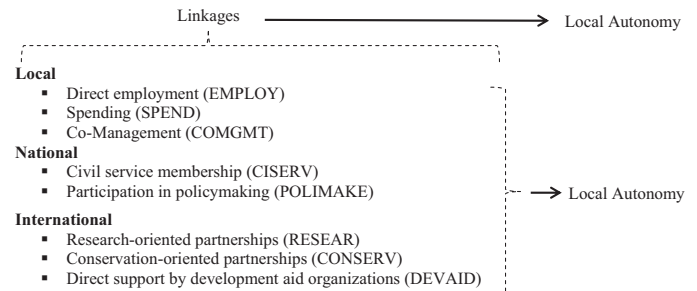 Linkages
Local Autonomy
Local
▪ Direct employment (EMPLOY)
▪ Spending (SPEND)
▪ Co-Management (COMGMT)
National
▪ Civil service membership (CISERV)
▪ Participation in policymaking (POLIMAKE)
Local Autonomy
International
▪ Research-oriented partnerships (RESEAR)
▪ Conservation-oriented partnerships (CONSERV)
▪ Direct support by development aid organizations (DEVAID)